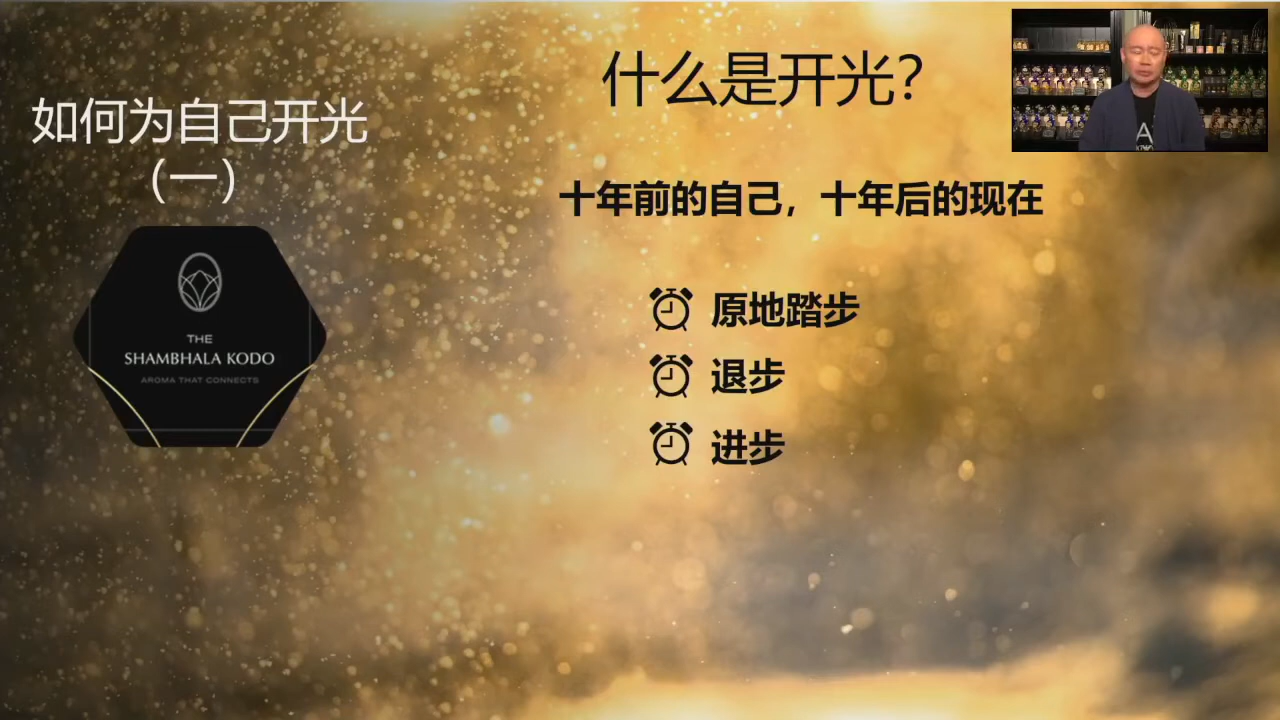 如何为自己开光
（一）
THE
SHAMBHALA KODO
AROMA THAT CONNECTS
什么是开光？
十年前的自己，十年后的现在
原地踏步
退步
进步